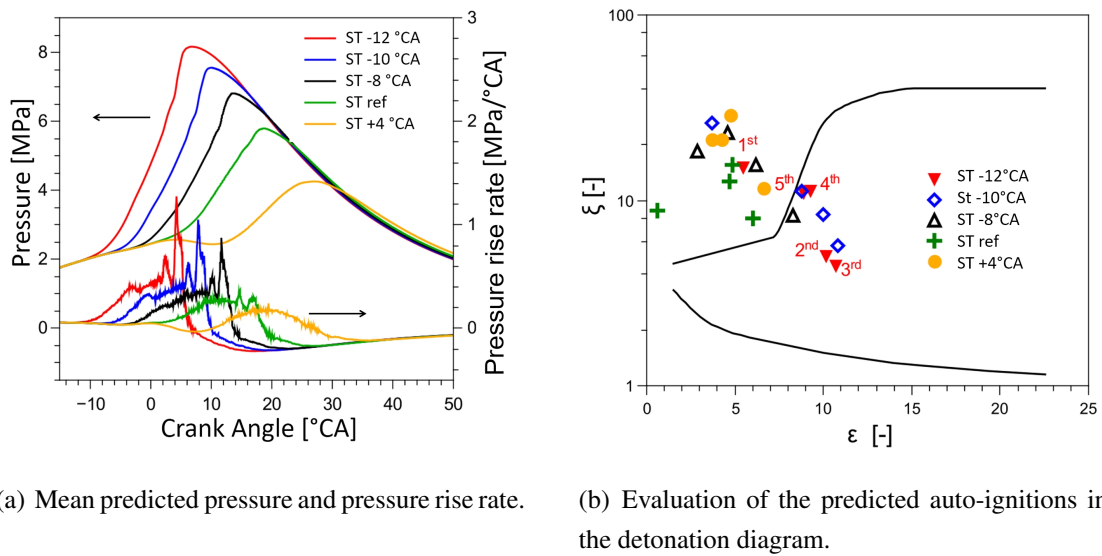 3
ST -12 °CA
ST -10 °CA
ST -8 °CA
ST ref
ST +4 °CA
8
6
4
2
0
Pressure [MPa]
2
1
0
Pressure rise rate [MPa/°CA]
−10 0 10 20 30 40 50
Crank Angle [°CA]
100
10
1
ξ [-]
1st
5th
4th
2nd
3rd
ST -12°CA
St -10°CA
ST -8°CA
ST ref
ST +4°CA
0 5 10 15 20 25
ε [-]
a) Mean predicted pressure and pressure rise rate.
(b) Evaluation of the predicted auto-ignitions in
the detonation diagram.